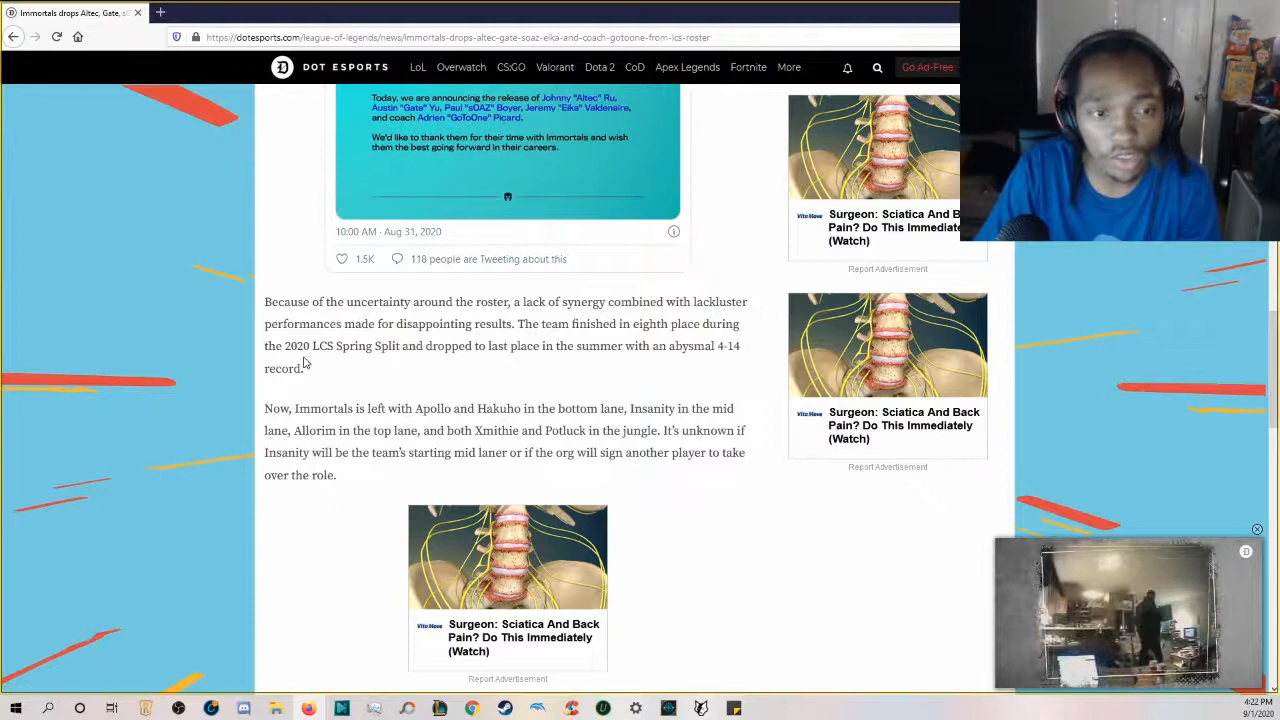 Immortals drops Altec, Gate, s
https://dotesports.com/league-of-legends/news/immortals-drops-altec-gate-soaz-eika-and-coach-gotoone-from-lcs-roster
DOT ESPORTS
LoL
Overwatch
CS:GO
Valorant
Dota 2
CoD
Apex Legends
Fortnite
More
Go Ad-Free
Today, we are announcing the release of Johnny "Altec" Ru,
Austin "Gate" Yu, Paul "sOAZ" Boyer, Jeremy "Eika" Valdenaire,
and coach Adrien "GoToOne" Picard.
We'd like to thank them for their time with Immortals and wish
them the best going forward in their careers.
10:00 AM · Aug 31, 2020
1.5K
118 people are Tweeting about this
Because of the uncertainty around the roster, a lack of synergy combined with lackluster
performances made for disappointing results. The team finished in eighth place during
the 2020 LCS Spring Split and dropped to last place in the summer with an abysmal 4-14
record.
Now, Immortals is left with Apollo and Hakuho in the bottom lane, Insanity in the mid
lane, Allorim in the top lane, and both Xmithie and Potluck in the jungle. It's unknown if
Insanity will be the team's starting mid laner or if the org will sign another player to take
over the role.
VitaMove
Surgeon: Sciatica And Back
Pain? Do This Immediately
(Watch)
Report Advertisement
VitaMove
Surgeon: Sciatica And B
Pain? Do This Immediate
(Watch)
Report Advertisement
VitaMove
Surgeon: Sciatica And Back
Pain? Do This Immediately
(Watch)
Report Advertisement
4:22 PM
9/1/2020